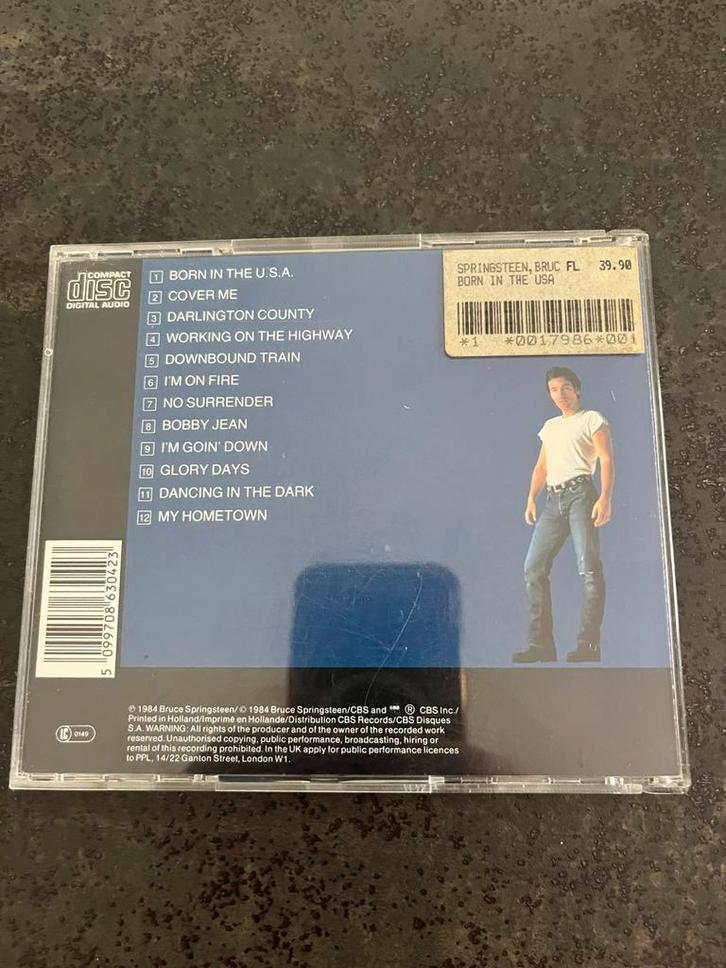 COMPACT
disc
DIGITAL AUDIO
1 BORN IN THE U.S.A.
2 COVER ME
3 DARLINGTON COUNTY
4 WORKING ON THE HIGHWAY
5 DOWNBOUND TRAIN
6 I'M ON FIRE
7 NO SURRENDER
8 BOBBY JEAN
9 I'M GOIN' DOWN
10 GLORY DAYS
11 DANCING IN THE DARK
12 MY HOMETOWN
SPRINGSTEEN,BRUC FL 39.90
BORN IN THE USA
*1 *0017986*001
5 099708 630423
℗ 1984 Bruce Springsteen/ © 1984 Bruce Springsteen/CBS and ® CBS Inc./
Printed in Holland/Imprimé en Hollande/Distribution CBS Records/CBS Disques
S.A. WARNING: All rights of the producer and of the owner of the recorded work
reserved. Unauthorised copying, public performance, broadcasting, hiring or
rental of this recording prohibited. In the UK apply for public performance licences
to PPL, 14/22 Ganton Street, London W1.
LC 0149